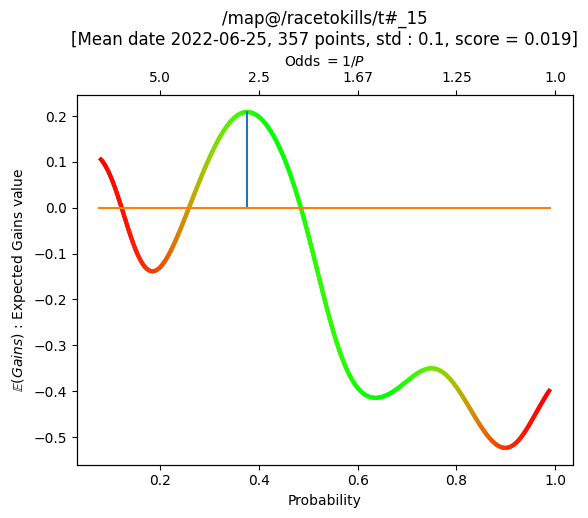 /map@/racetokills/t#_15
[Mean date 2022-06-25, 357 points, std : 0.1, score = 0.019]
Odds = 1/P
5.0 2.5 1.67 1.25 1.0
0.2
0.1
0.0
−0.1
−0.2
−0.3
−0.4
−0.5
𝔼(Gains) : Expected Gains value
0.2 0.4 0.6 0.8 1.0
Probability